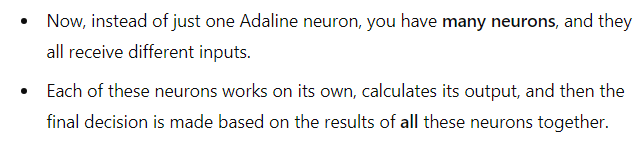 • Now, instead of just one Adaline neuron, you have many neurons, and they
all receive different inputs.
• Each of these neurons works on its own, calculates its output, and then the
final decision is made based on the results of all these neurons together.